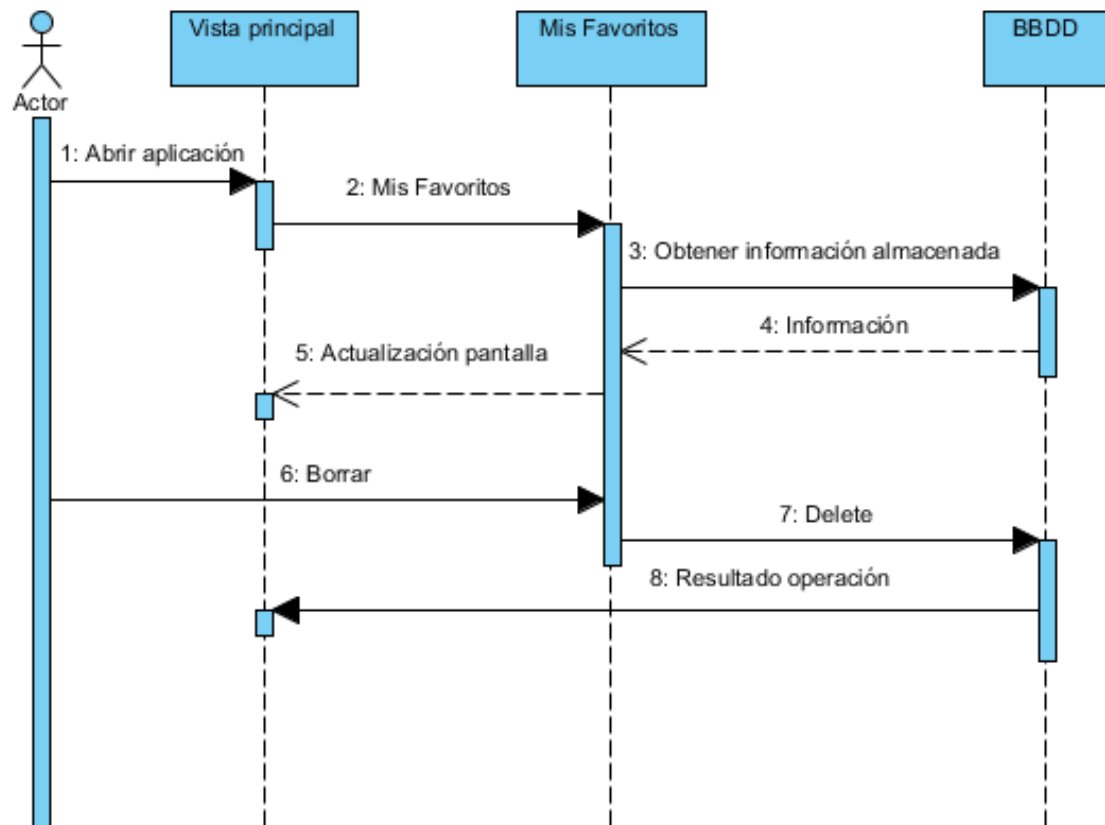 Vista principal
Mis Favoritos
BBDD
Actor
1: Abrir aplicación
2: Mis Favoritos
3: Obtener información almacenada
4: Información
5: Actualización pantalla
6: Borrar
7: Delete
8: Resultado operación